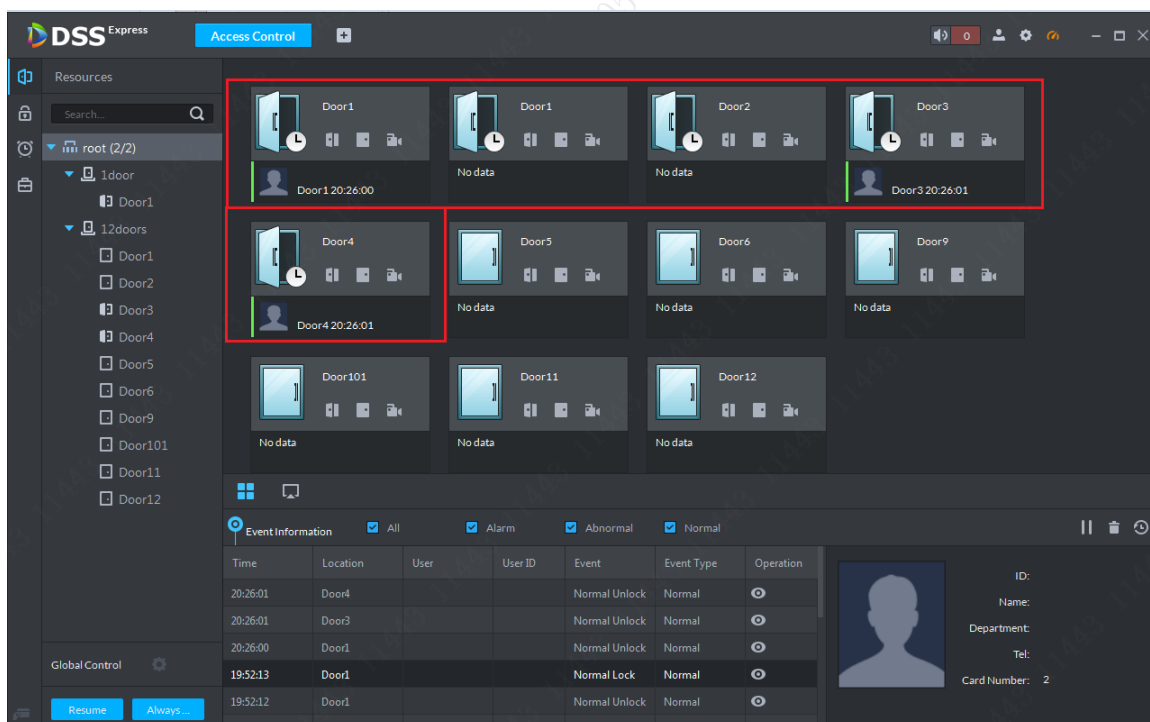 DSS Express
Access Control
0
Resources
Search...
root (2/2)
1door
Door1
12doors
Door1
Door2
Door3
Door4
Door5
Door6
Door9
Door101
Door11
Door12
Global Control
Resume
Always...
Door1
Door1 20:26:00
Door1
No data
Door2
No data
Door3
Door3 20:26:01
Door4
Door4 20:26:01
Door5
No data
Door6
No data
Door9
No data
Door101
No data
Door11
No data
Door12
No data
Event Information All Alarm Abnormal Normal
Time Location User User ID Event Event Type Operation
20:26:01 Door4 Normal Unlock Normal
20:26:01 Door3 Normal Unlock Normal
20:26:00 Door1 Normal Unlock Normal
19:52:13 Door1 Normal Lock Normal
19:52:12 Door1 Normal Unlock Normal
ID:
Name:
Department:
Tel:
Card Number: 2